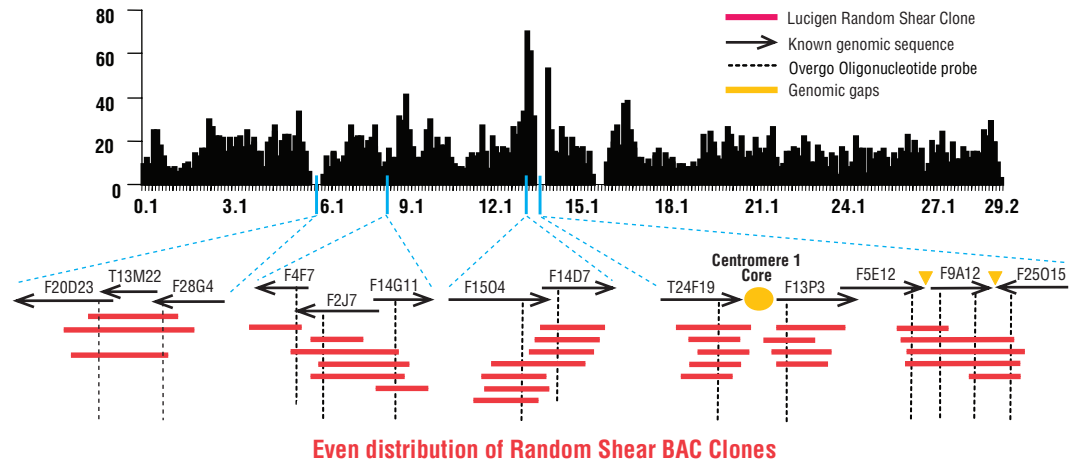 80
60
40
20
0
0.1 3.1 6.1 9.1 12.1 15.1 18.1 21.1 24.1 27.1 29.2
Lucigen Random Shear Clone
Known genomic sequence
Overgo Oligonucleotide probe
Genomic gaps
F20D23
T13M22
F28G4
F4F7
F2J7
F14G11
F15O4
F14D7
T24F19
Centromere 1
Core
F13P3
F5E12
F9A12
F25O15
Even distribution of Random Shear BAC Clones